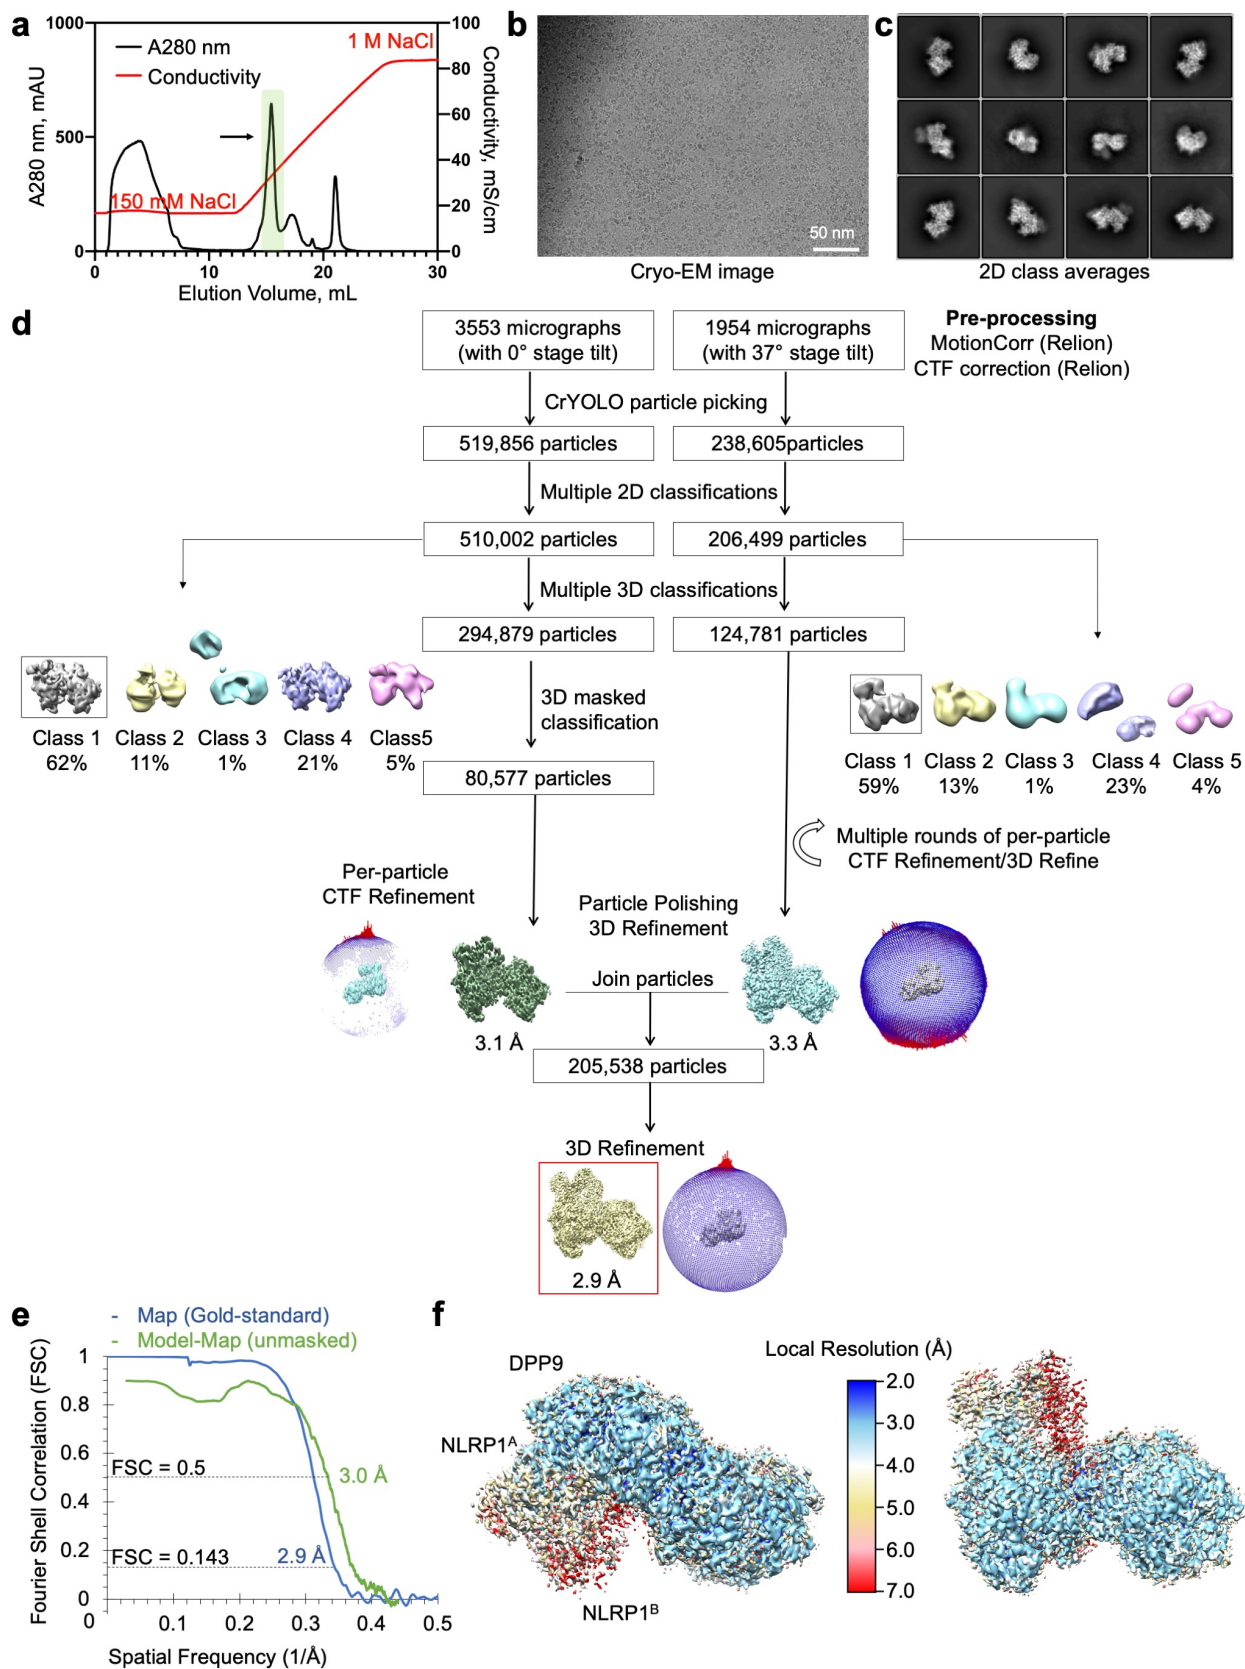 a
1000
500
0
A280 nm, mAU
A280 nm
Conductivity
1 M NaCl
150 mM NaCl
100
80
60
40
20
0
Conductivity, mS/cm
0
10
20
30
Elution Volume, mL
b
50 nm
Cryo-EM image
c
2D class averages
d
3553 micrographs
(with 0° stage tilt)
1954 micrographs
(with 37° stage tilt)
Pre-processing
MotionCorr (Relion)
CTF correction (Relion)
CrYOLO particle picking
519,856 particles
238,605particles
Multiple 2D classifications
510,002 particles
206,499 particles
Multiple 3D classifications
294,879 particles
124,781 particles
3D masked
classification
Class 1
62%
Class 2
11%
Class 3
1%
Class 4
21%
Class5
5%
80,577 particles
Class 1
59%
Class 2
13%
Class 3
1%
Class 4
23%
Class 5
4%
Multiple rounds of per-particle
CTF Refinement/3D Refine
Per-particle
CTF Refinement
Particle Polishing
3D Refinement
Join particles
3.1 Å
3.3 Å
205,538 particles
3D Refinement
2.9 Å
e
- Map (Gold-standard)
- Model-Map (unmasked)
Fourier Shell Correlation (FSC)
1
0.8
0.6
0.4
0.2
0
FSC = 0.5
3.0 Å
FSC = 0.143
2.9 Å
0
0.1
0.2
0.3
0.4
0.5
Spatial Frequency (1/Å)
f
DPP9
NLRP1ᴬ
NLRP1ᴮ
Local Resolution (Å)
2.0
3.0
4.0
5.0
6.0
7.0